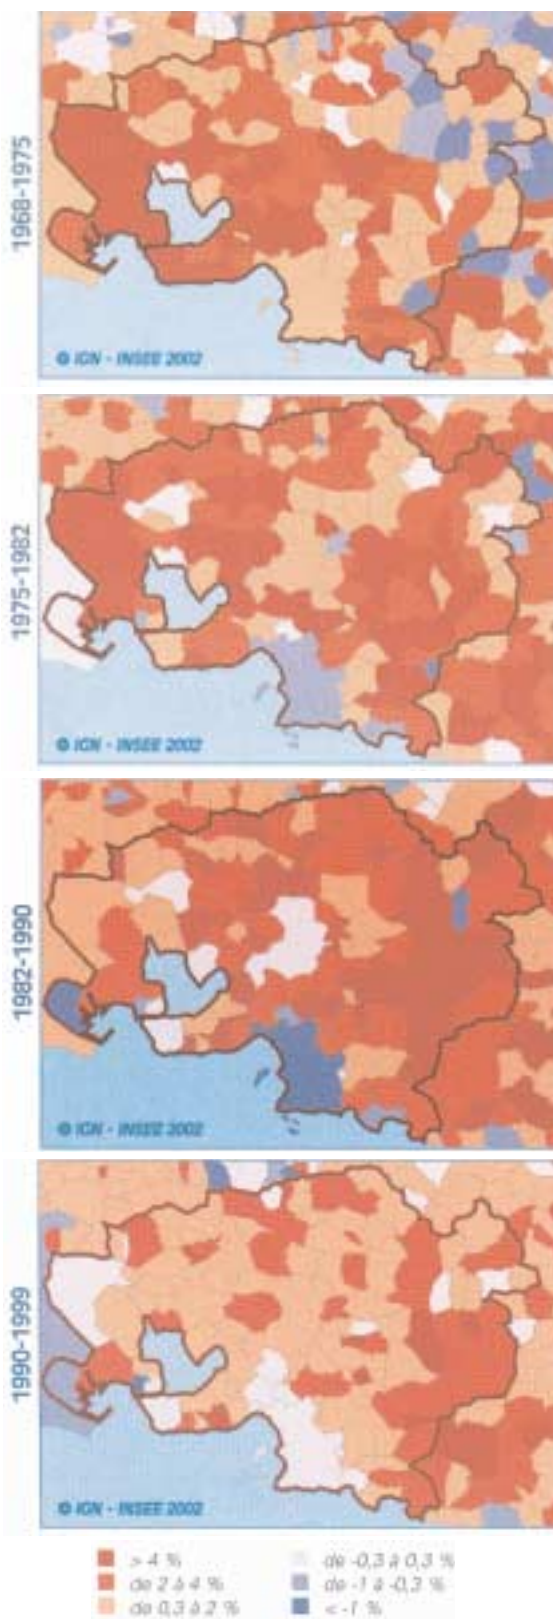 1968-1975
© IGN - INSEE 2002
1975-1982
© IGN - INSEE 2002
1982-1990
© IGN - INSEE 2002
1990-1999
© IGN - INSEE 2002
> 4 %
de 2 à 4 %
de 0,3 à 2 %
de -0,3 à 0,3 %
de -1 à -0,3 %
< -1 %